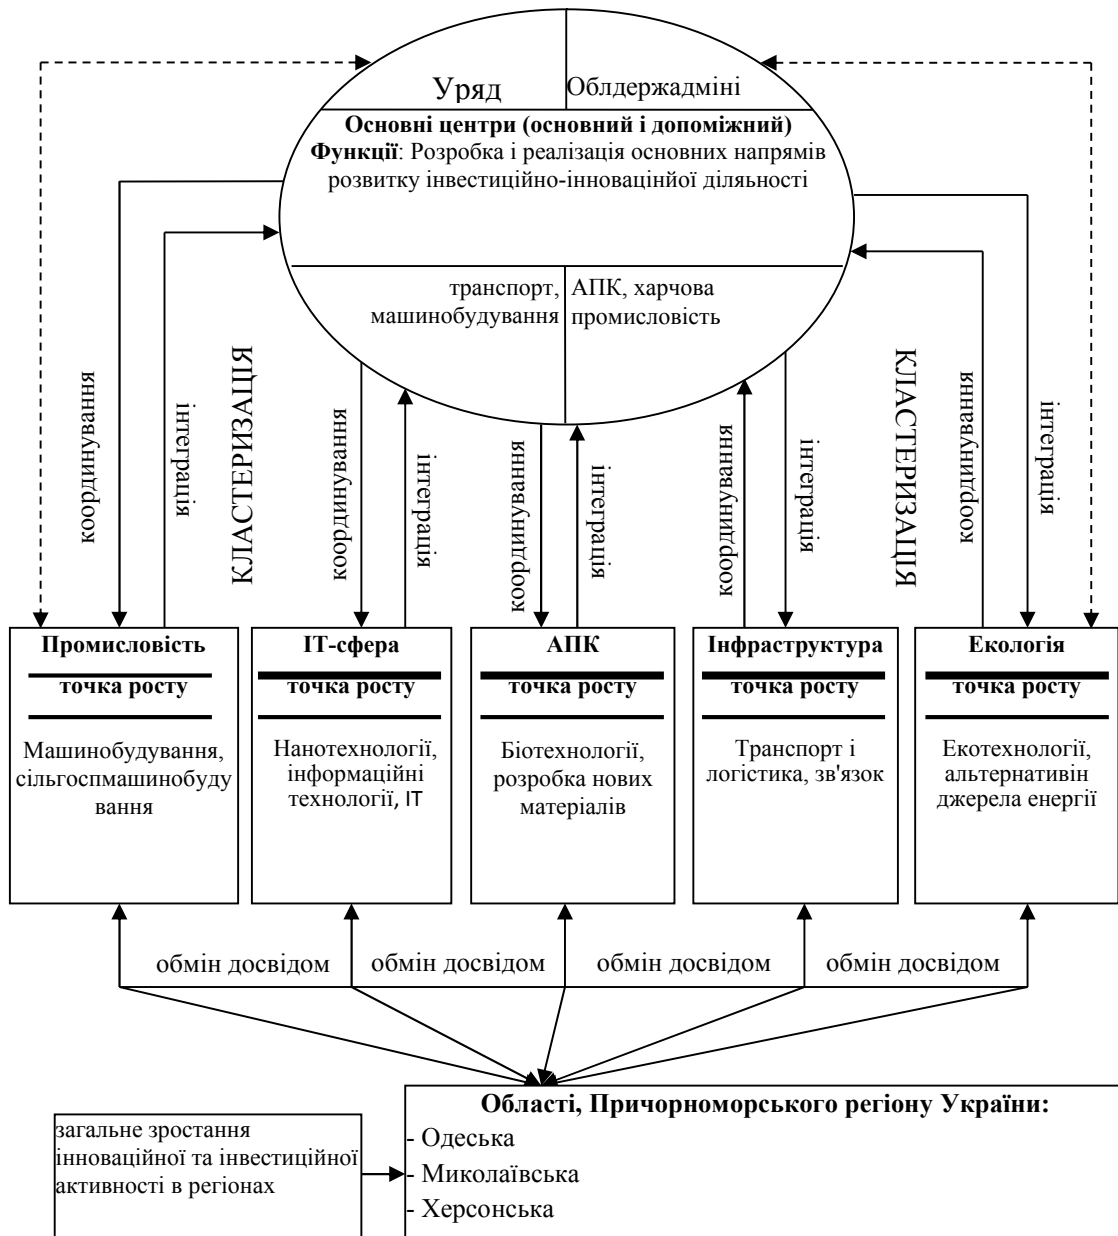 Уряд
Облдержадміні
Основні центри (основний і допоміжний)
Функції: Розробка і реалізація основних напрямів
розвитку інвестиційно-інноваційної діляьності
транспорт,
машинобудування
АПК, харчова
промисловість
координування
інтеграція
КЛАСТЕРИЗАЦІЯ
координування
інтеграція
координування
інтеграція
координування
інтеграція
КЛАСТЕРИЗАЦІЯ
координування
інтеграція
Промисловість
точка росту
Машинобудування,
сільгоспмашинобуду
вання
ІТ-сфера
точка росту
Нанотехнології,
інформаційні
технології, ІТ
АПК
точка росту
Біотехнології,
розробка нових
матеріалів
Інфраструктура
точка росту
Транспорт і
логістика, зв'язок
Екологія
точка росту
Екотехнології,
альтернативін
джерела енергії
обмін досвідом
обмін досвідом
обмін досвідом
обмін досвідом
загальне зростання
інноваційної та інвестиційної
активності в регіонах
Області, Причорноморського регіону України:
- Одеська
- Миколаївська
- Херсонська